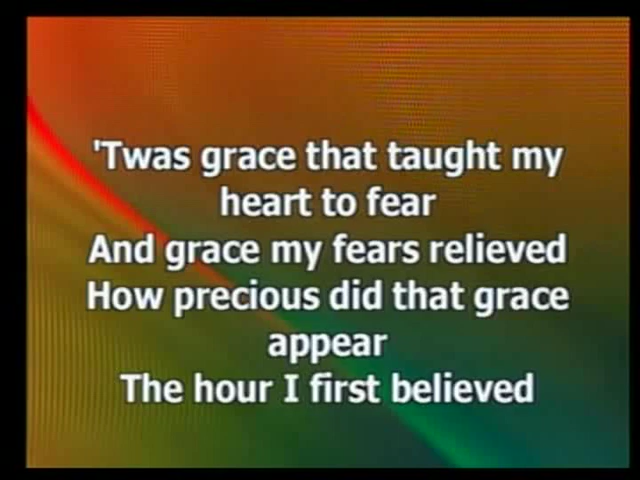 'Twas grace that taught my
heart to fear
And grace my fears relieved
How precious did that grace
appear
The hour I first believed